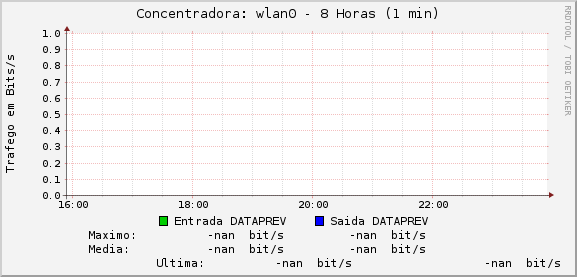 Concentradora: wlan0 - 8 Horas (1 min)
RRDTOOL / TOBI OETIKER
Trafego em Bits/s
1.0
0.9
0.8
0.7
0.6
0.5
0.4
0.3
0.2
0.1
0.0
16:00 18:00 20:00 22:00
Entrada DATAPREV Saida DATAPREV
Maximo: -nan bit/s -nan bit/s
Media: -nan bit/s -nan bit/s
Ultima: -nan bit/s -nan bit/s